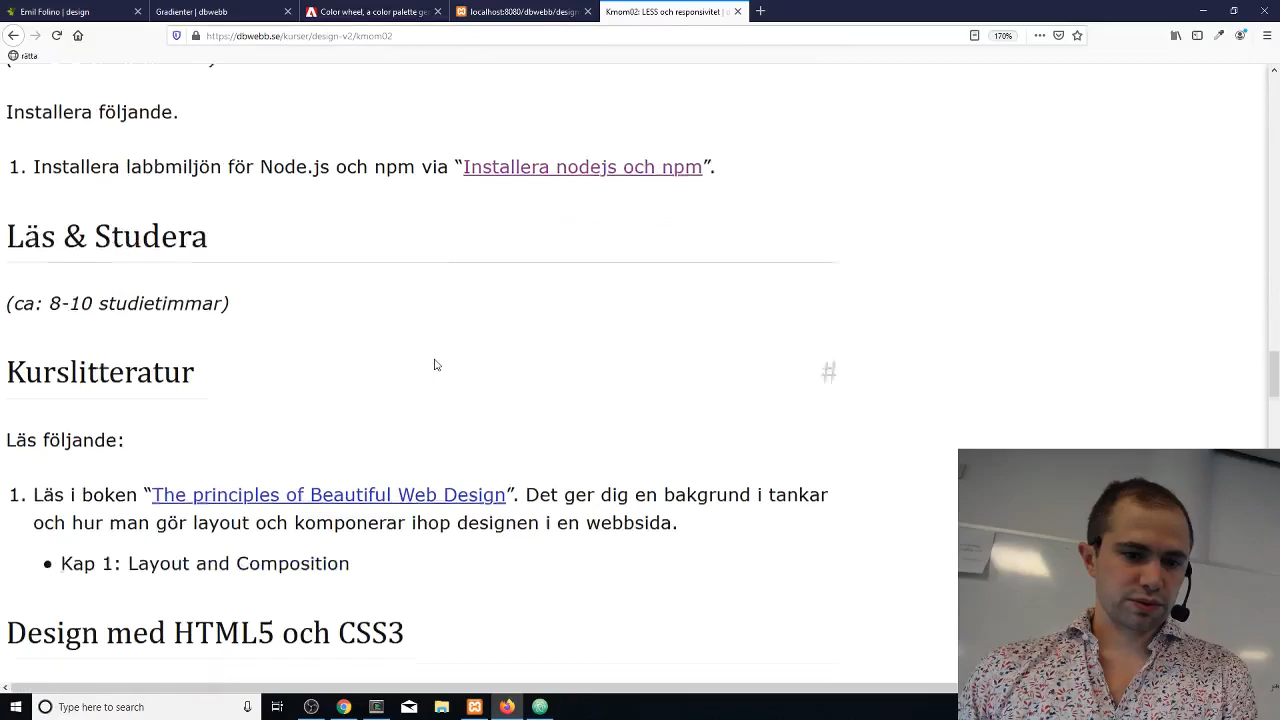 Emil Folino | design
Gradienter | dbwebb
Color wheel, a color palette ge
localhost:8080/dbwebb/design
Kmom02: LESS och responsivitet | d
https://dbwebb.se/kurser/design-v2/kmom02
170%
rätta
Installera följande.
1. Installera labbmiljön för Node.js och npm via “Installera nodejs och npm”.
Läs & Studera
(ca: 8-10 studietimmar)
Kurslitteratur #
Läs följande:
1. Läs i boken “The principles of Beautiful Web Design”. Det ger dig en bakgrund i tankar
och hur man gör layout och komponerar ihop designen i en webbsida.
• Kap 1: Layout and Composition
Design med HTML5 och CSS3
Type here to search